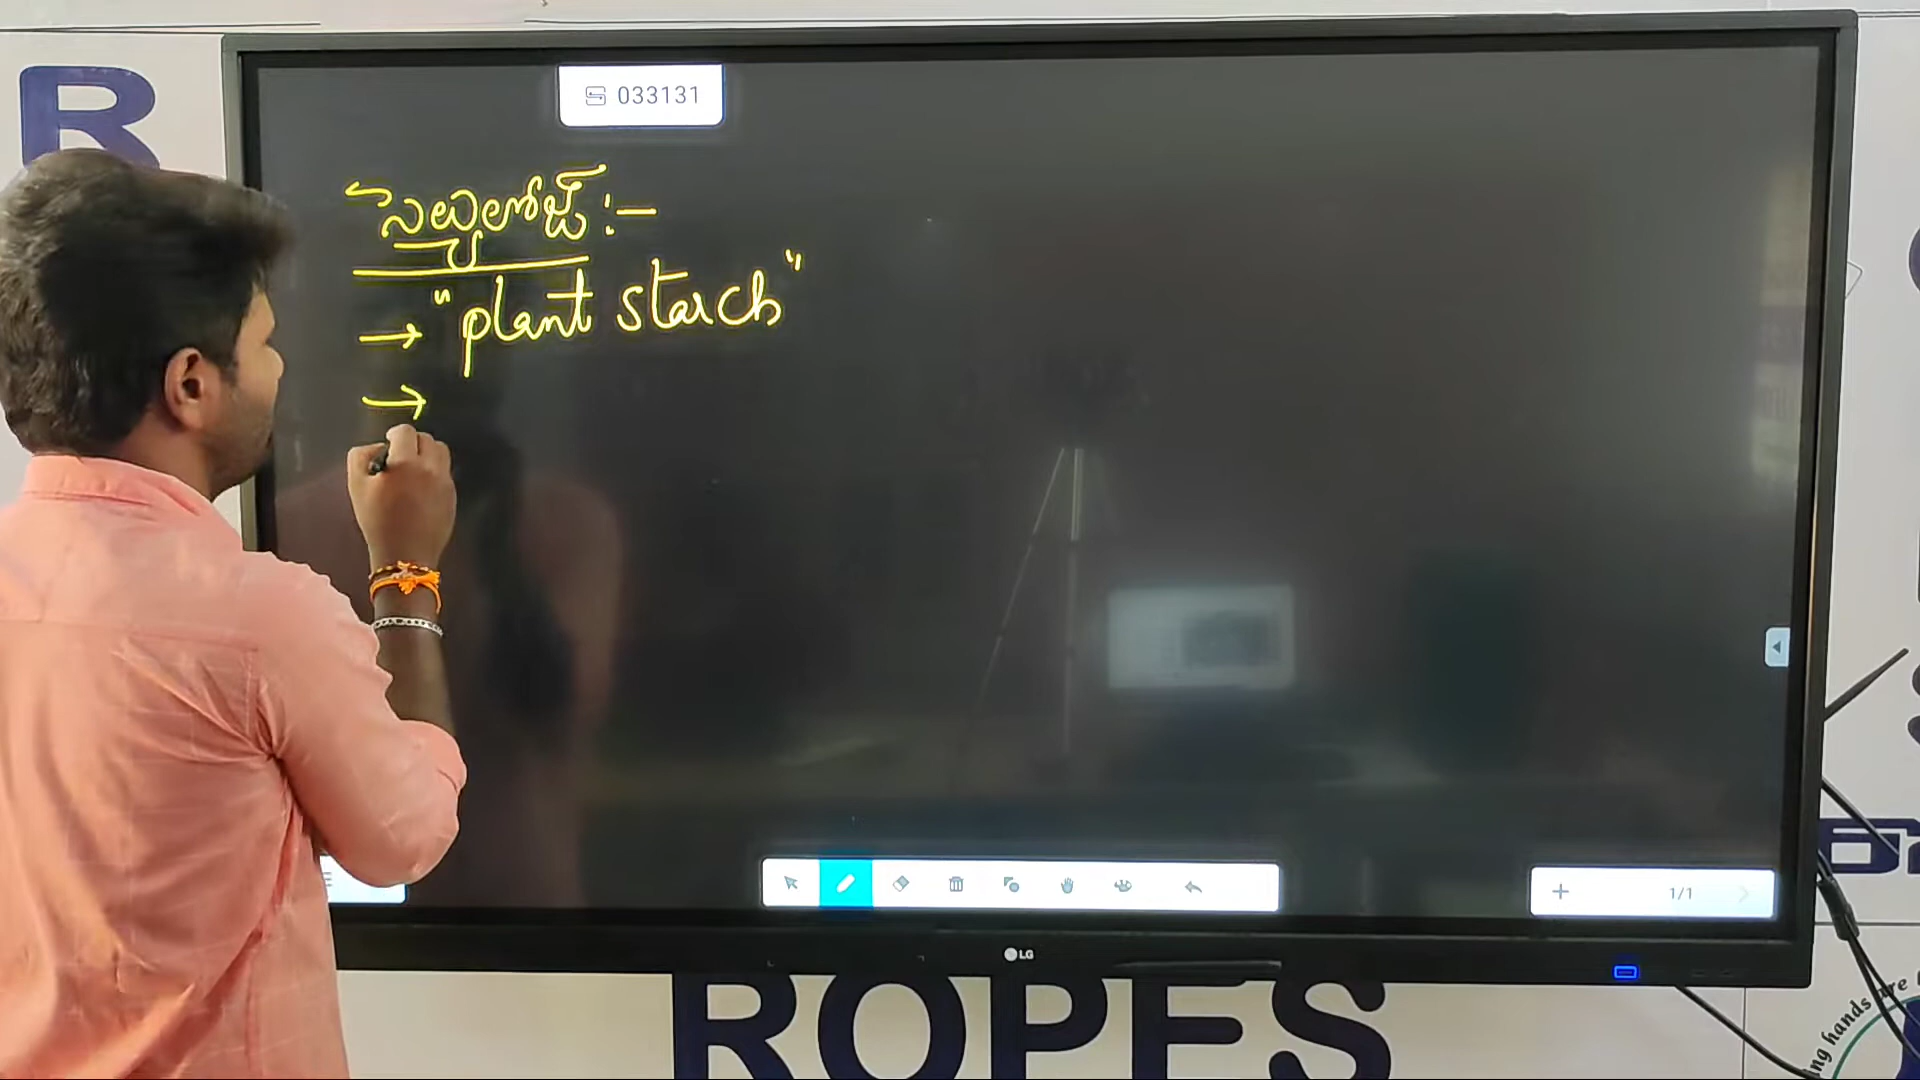 R
033131
సెల్యులోజ్ :-
→ "plant starch"
→
1/1
LG
ROPES